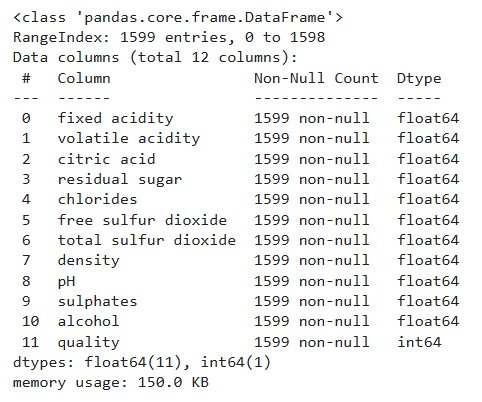 <class 'pandas.core.frame.DataFrame'>
RangeIndex: 1599 entries, 0 to 1598
Data columns (total 12 columns):
 #   Column                Non-Null Count  Dtype
---  ------                --------------  -----
 0   fixed acidity         1599 non-null   float64
 1   volatile acidity      1599 non-null   float64
 2   citric acid           1599 non-null   float64
 3   residual sugar        1599 non-null   float64
 4   chlorides             1599 non-null   float64
 5   free sulfur dioxide   1599 non-null   float64
 6   total sulfur dioxide  1599 non-null   float64
 7   density               1599 non-null   float64
 8   pH                    1599 non-null   float64
 9   sulphates             1599 non-null   float64
 10  alcohol               1599 non-null   float64
 11  quality               1599 non-null   int64
dtypes: float64(11), int64(1)
memory usage: 150.0 KB